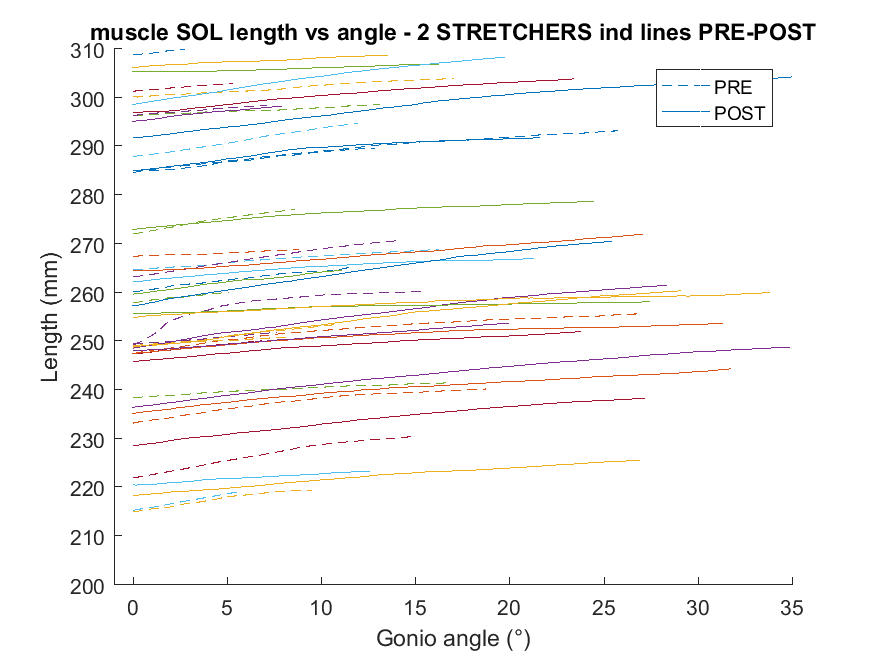 muscle SOL length vs angle - 2 STRETCHERS ind lines PRE-POST
310
300
290
280
270
260
250
240
230
220
210
200
Length (mm)
PRE
POST
0 5 10 15 20 25 30 35
Gonio angle (°)